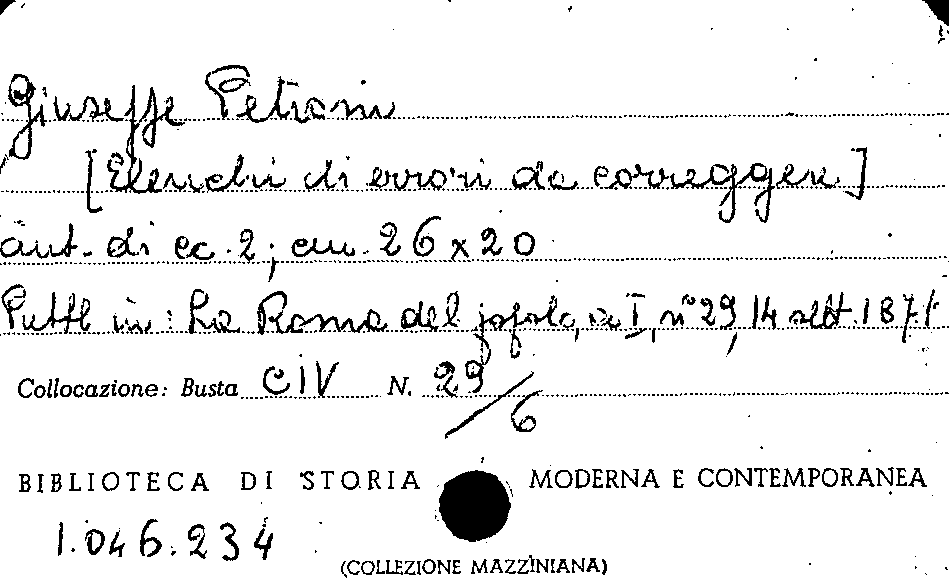 Giuseppe Petroni
[Elenchi di errori da correggere]
aut. di cc. 2; cm. 26 x 20
Pubbl. in: La Roma del popolo, a. I, n° 29, 14 sett. 1871
Collocazione: Busta CIV N. 29/6
BIBLIOTECA DI STORIA MODERNA E CONTEMPORANEA
1.046.234
(COLLEZIONE MAZZINIANA)